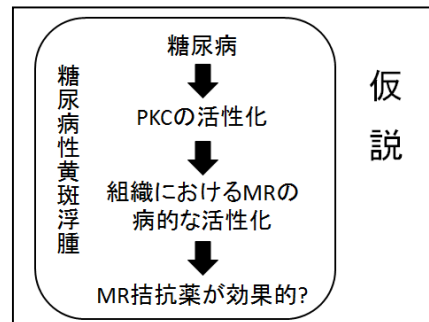 糖尿病
PKCの活性化
組織におけるMRの
病的な活性化
MR拮抗薬が効果的?
糖尿病性黄斑浮腫
仮説